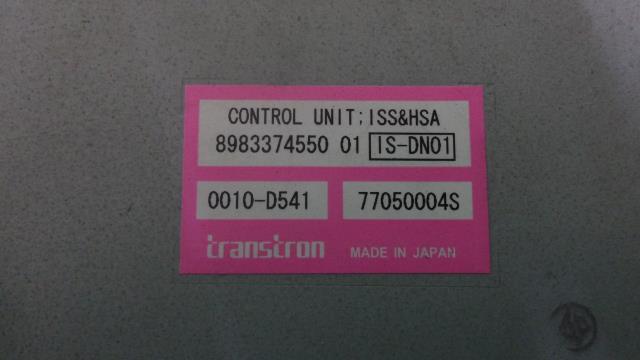 CONTROL UNIT;ISS&HSA
8983374550 01 IS-DN01
0010-D541 77050004S
transtron MADE IN JAPAN